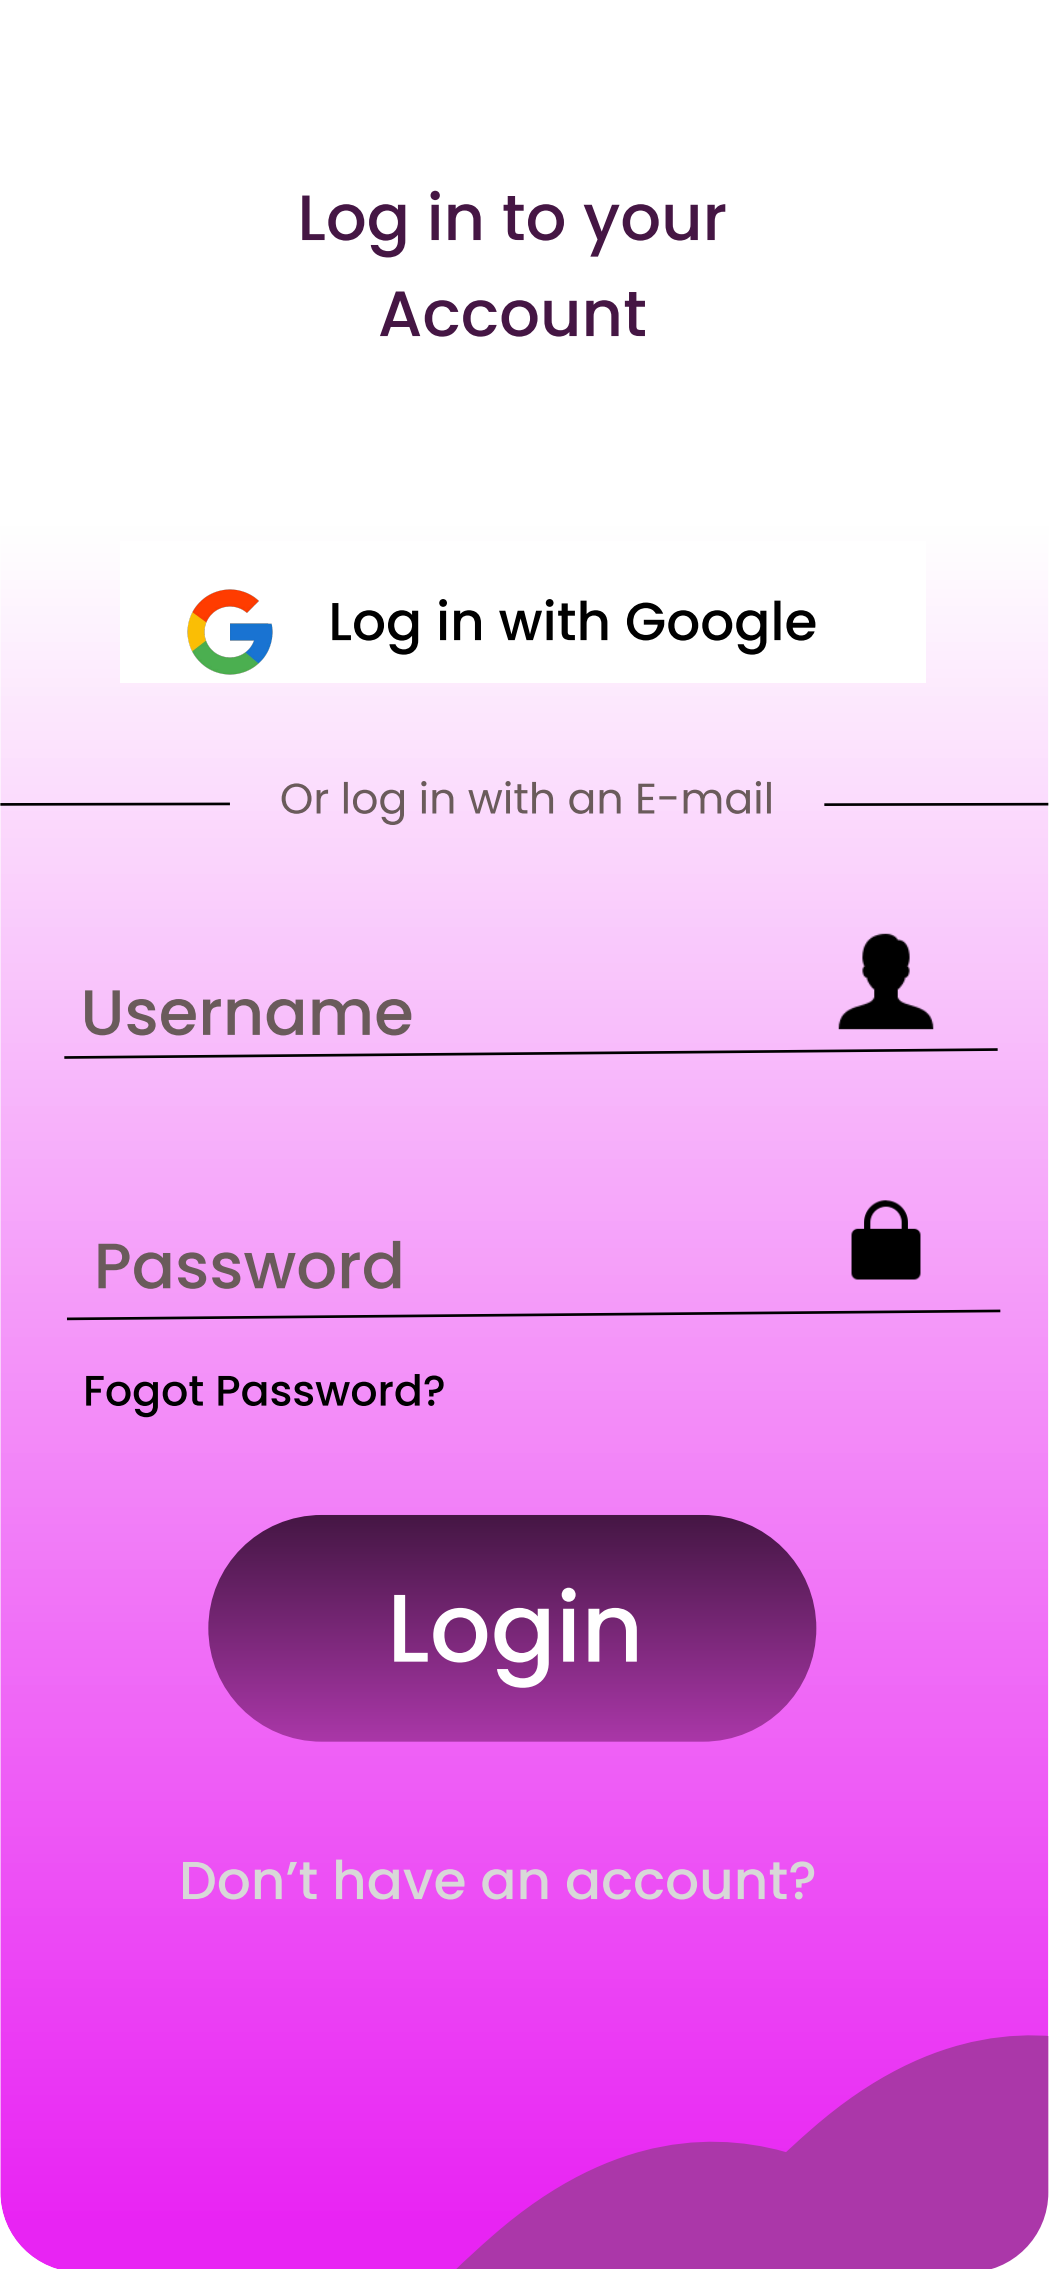 Log in to your
Account
Log in with Google
Or log in with an E-mail
Username
Password
Fogot Password?
Login
Don’t have an account?